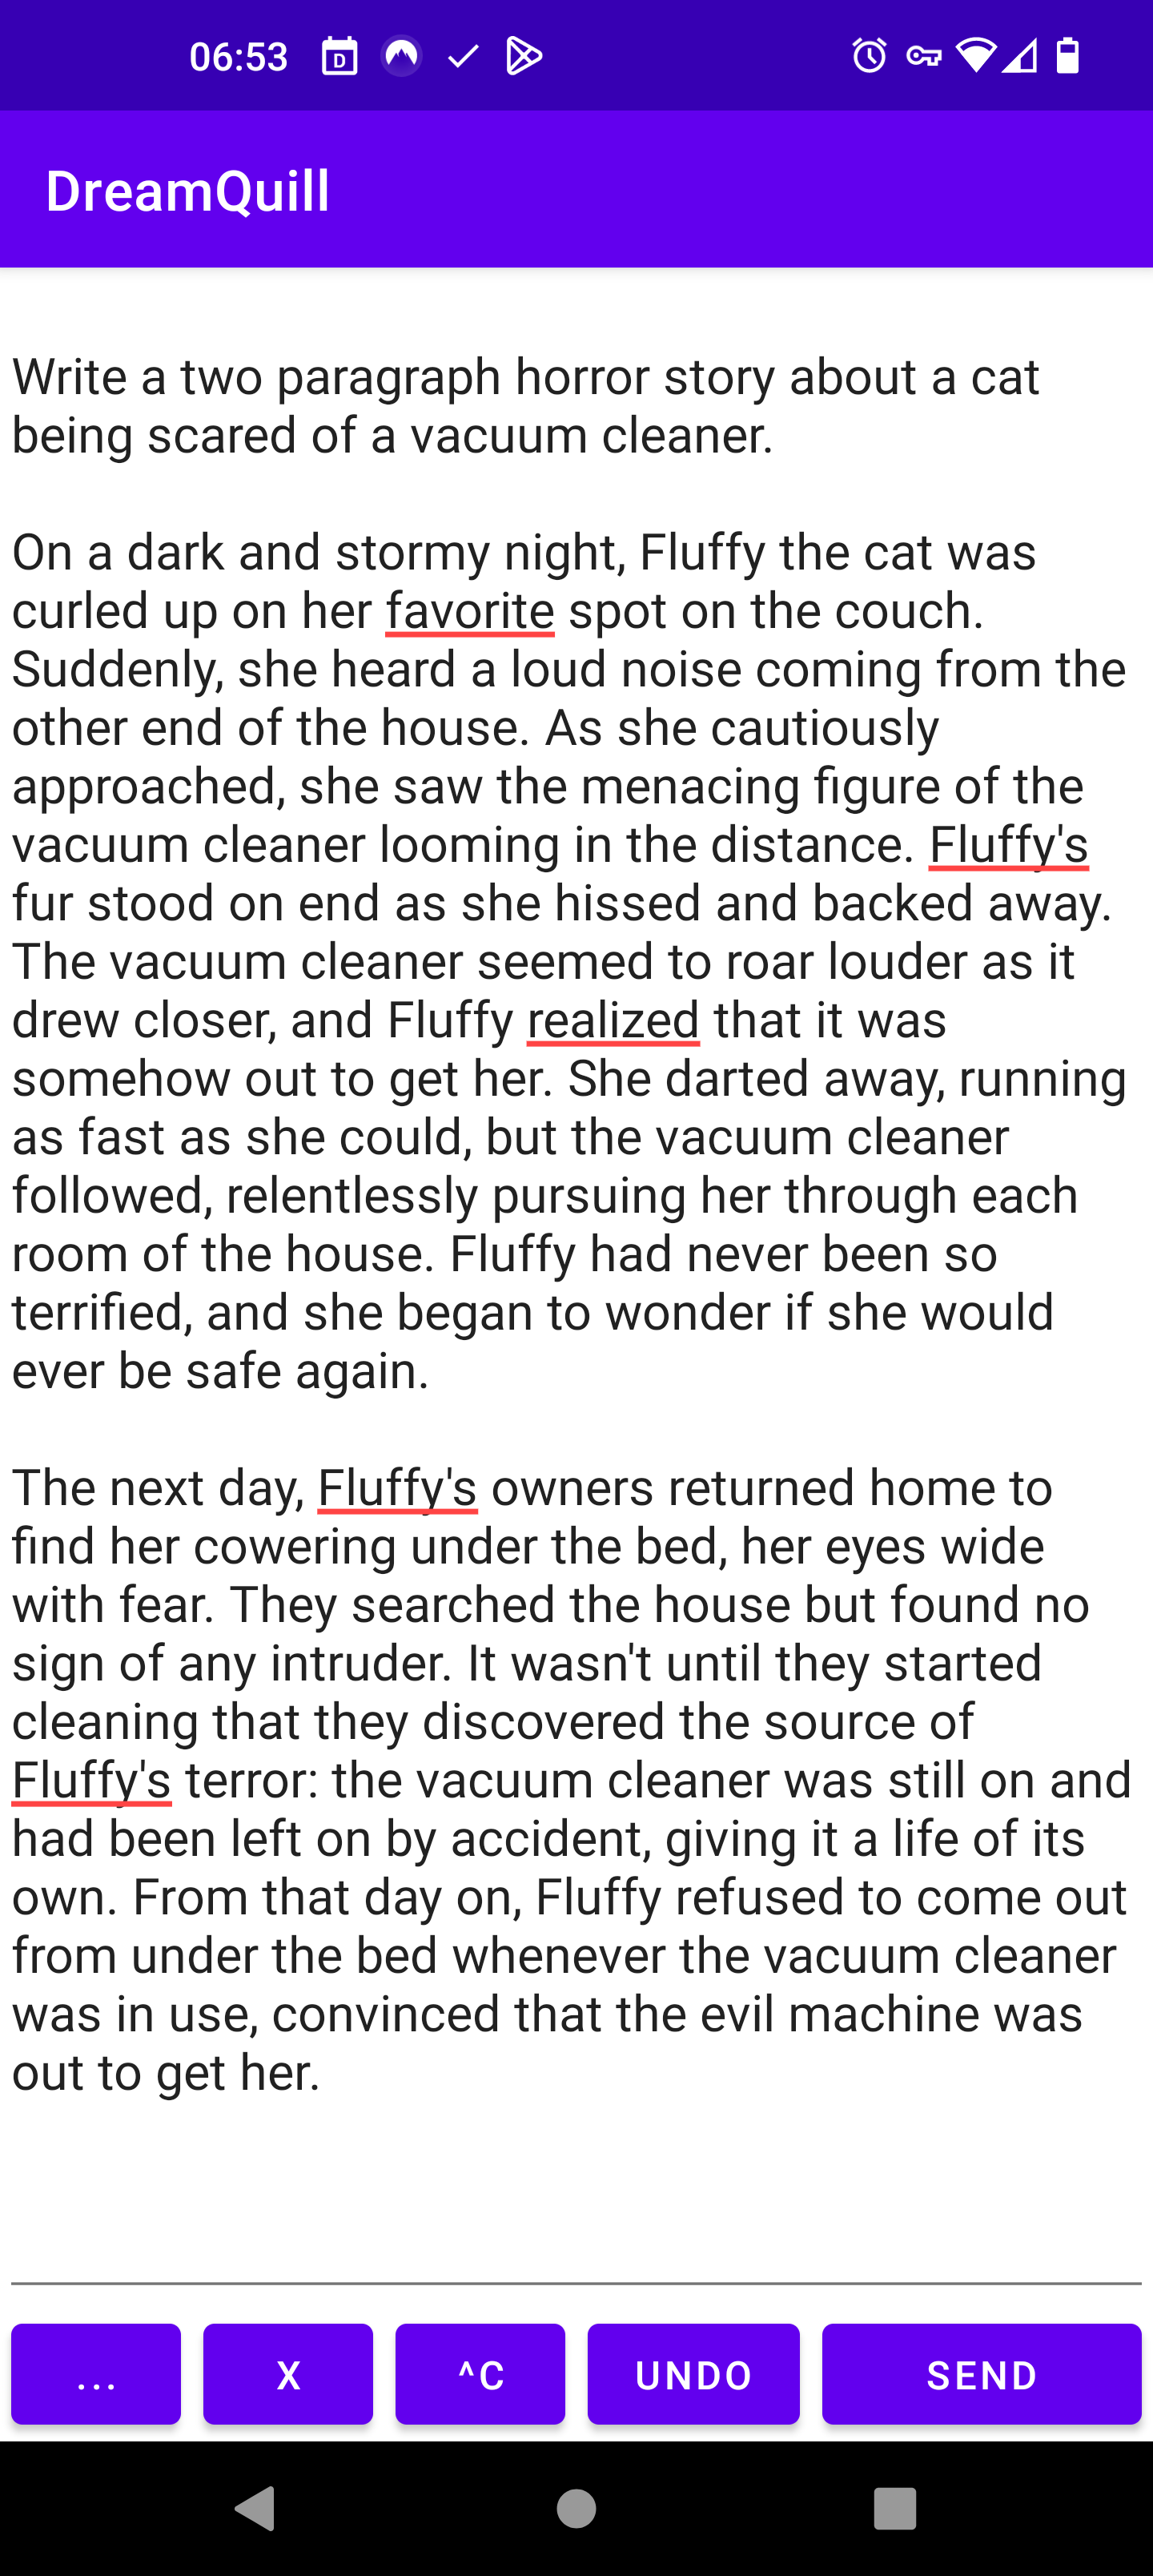 06:53
DreamQuill
Write a two paragraph horror story about a cat
being scared of a vacuum cleaner.
On a dark and stormy night, Fluffy the cat was
curled up on her favorite spot on the couch.
Suddenly, she heard a loud noise coming from the
other end of the house. As she cautiously
approached, she saw the menacing figure of the
vacuum cleaner looming in the distance. Fluffy's
fur stood on end as she hissed and backed away.
The vacuum cleaner seemed to roar louder as it
drew closer, and Fluffy realized that it was
somehow out to get her. She darted away, running
as fast as she could, but the vacuum cleaner
followed, relentlessly pursuing her through each
room of the house. Fluffy had never been so
terrified, and she began to wonder if she would
ever be safe again.
The next day, Fluffy's owners returned home to
find her cowering under the bed, her eyes wide
with fear. They searched the house but found no
sign of any intruder. It wasn't until they started
cleaning that they discovered the source of
Fluffy's terror: the vacuum cleaner was still on and
had been left on by accident, giving it a life of its
own. From that day on, Fluffy refused to come out
from under the bed whenever the vacuum cleaner
was in use, convinced that the evil machine was
out to get her.
... X ^C UNDO SEND